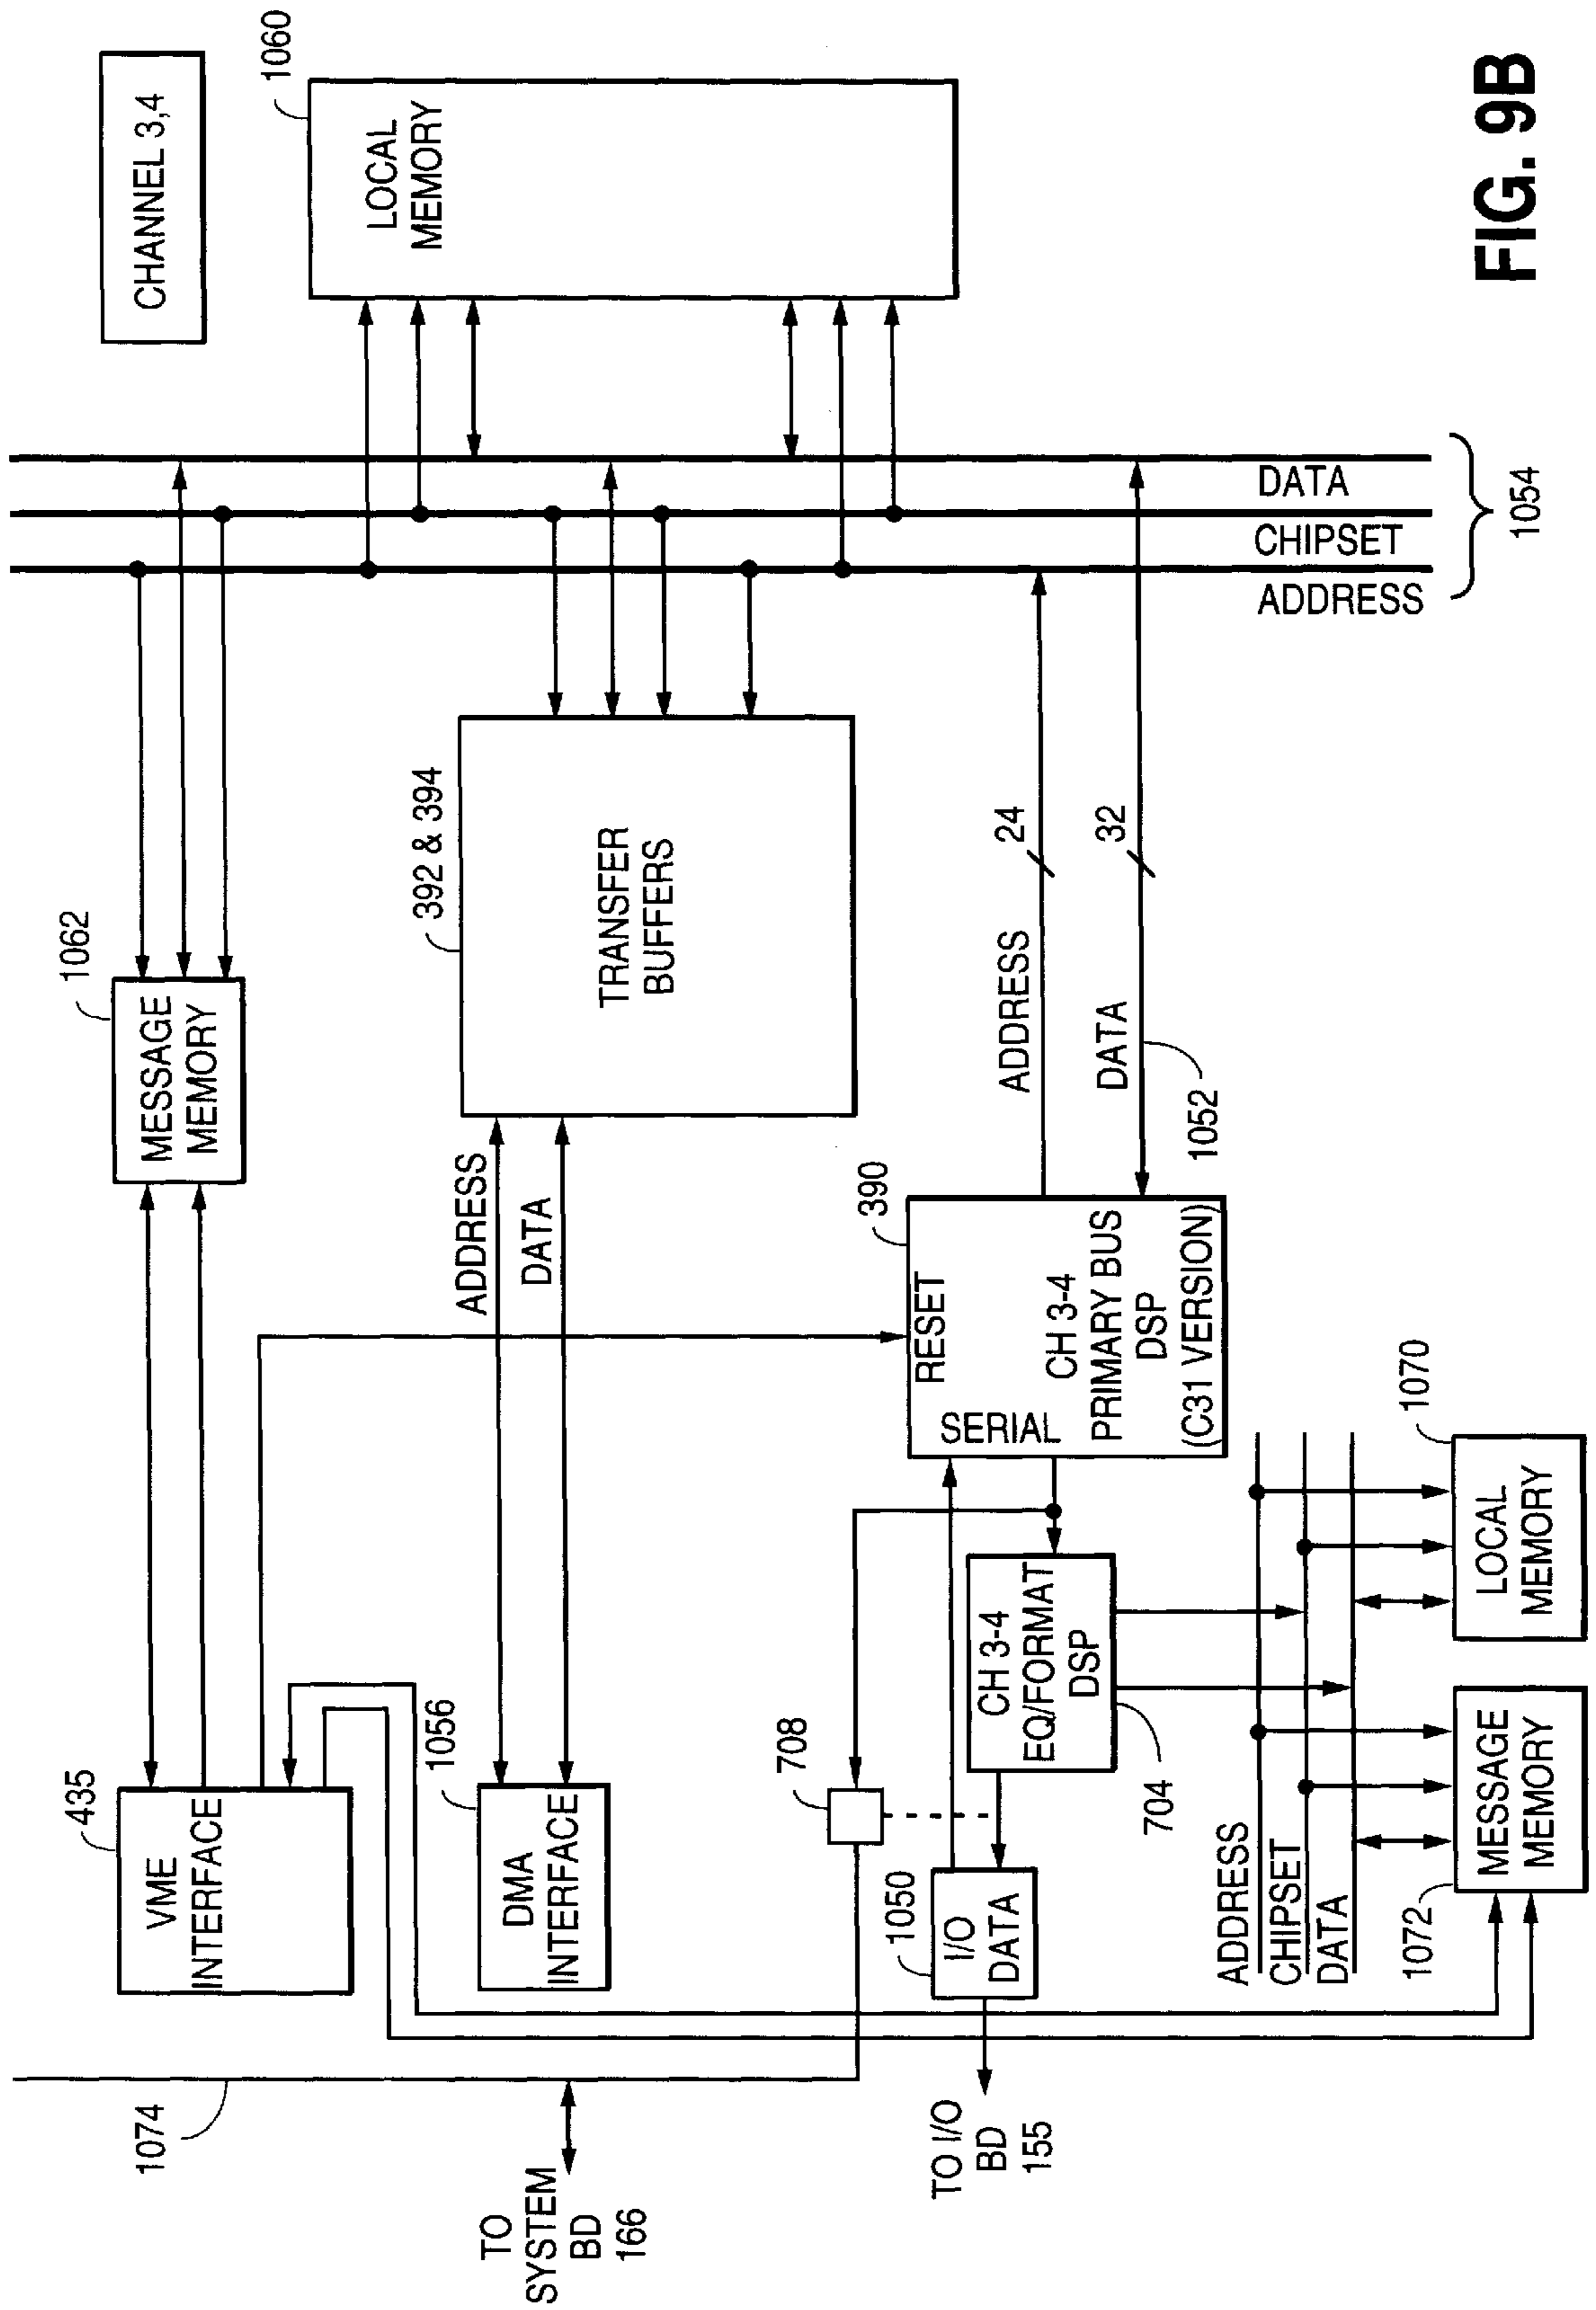 CHANNEL 3,4
1074
435
VME
INTERFACE
1062
MESSAGE
MEMORY
1060
LOCAL
MEMORY
TO
SYSTEM
BD
166
1056
DMA
INTERFACE
ADDRESS
DATA
392 & 394
TRANSFER
BUFFERS
708
390
RESET
SERIAL
CH 3-4
PRIMARY BUS
DSP
(C31 VERSION)
ADDRESS
24
DATA
32
1052
TO I/O
BD
155
1050
I/O
DATA
CH 3-4
EQ/FORMAT
DSP
704
ADDRESS
CHIPSET
DATA
1072
MESSAGE
MEMORY
1070
LOCAL
MEMORY
DATA
CHIPSET
ADDRESS
1054
FIG. 9B